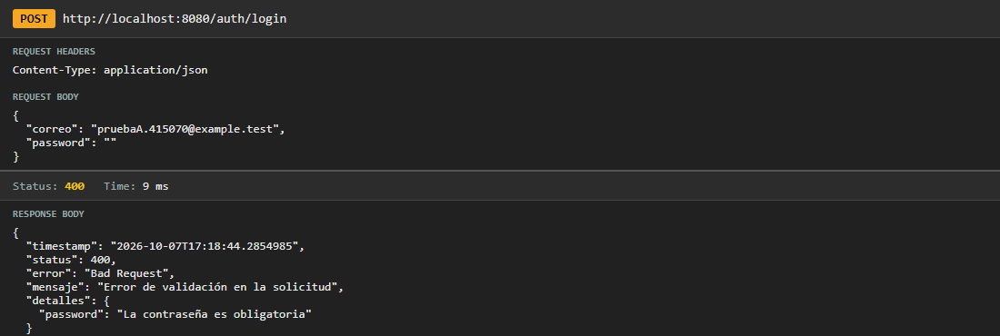 POST http://localhost:8080/auth/login
REQUEST HEADERS
Content-Type: application/json
REQUEST BODY
{
  "correo": "pruebaA.415070@example.test",
  "password": ""
}
Status: 400 Time: 9 ms
RESPONSE BODY
{
  "timestamp": "2026-10-07T17:18:44.2854985",
  "status": 400,
  "error": "Bad Request",
  "mensaje": "Error de validación en la solicitud",
  "detalles": {
    "password": "La contraseña es obligatoria"
  }